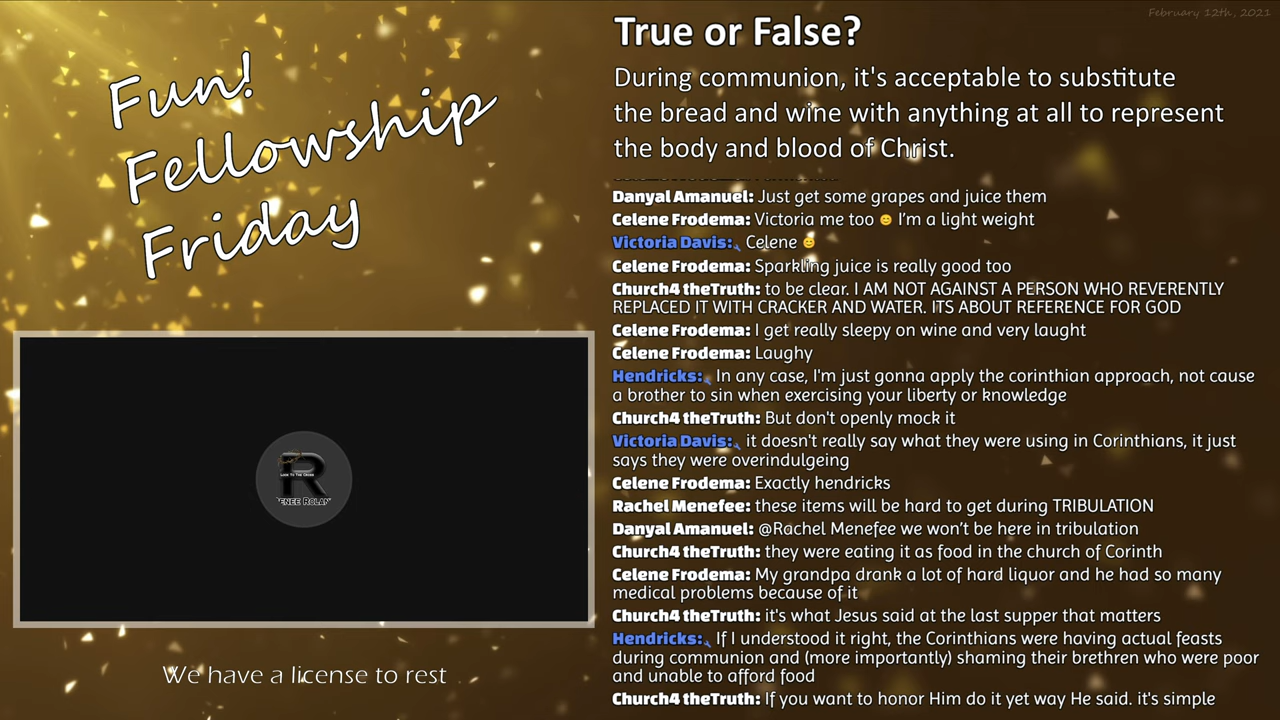 February 12th, 2021
Fun!
Fellowship
Friday
True or False?
During communion, it's acceptable to substitute
the bread and wine with anything at all to represent
the body and blood of Christ.
Danyal Amanuel: Just get some grapes and juice them
Celene Frodema: Victoria me too 😊 I'm a light weight
Victoria Davis: Celene 😊
Celene Frodema: Sparkling juice is really good too
Church4 theTruth: to be clear. I AM NOT AGAINST A PERSON WHO REVERENTLY
REPLACED IT WITH CRACKER AND WATER. ITS ABOUT REFERENCE FOR GOD
Celene Frodema: I get really sleepy on wine and very laught
Celene Frodema: Laughy
Hendricks: In any case, I'm just gonna apply the corinthian approach, not cause
a brother to sin when exercising your liberty or knowledge
Church4 theTruth: But don't openly mock it
Victoria Davis: it doesn't really say what they were using in Corinthians, it just
says they were overindulgeing
Celene Frodema: Exactly hendricks
Rachel Menefee: these items will be hard to get during TRIBULATION
Danyal Amanuel: @Rachel Menefee we won't be here in tribulation
Church4 theTruth: they were eating it as food in the church of Corinth
Celene Frodema: My grandpa drank a lot of hard liquor and he had so many
medical problems because of it
Church4 theTruth: it's what Jesus said at the last supper that matters
Hendricks: If I understood it right, the Corinthians were having actual feasts
during communion and (more importantly) shaming their brethren who were poor
and unable to afford food
Church4 theTruth: If you want to honor Him do it yet way He said. it's simple
R
LOOK TO THE CROSS
We have a license to rest